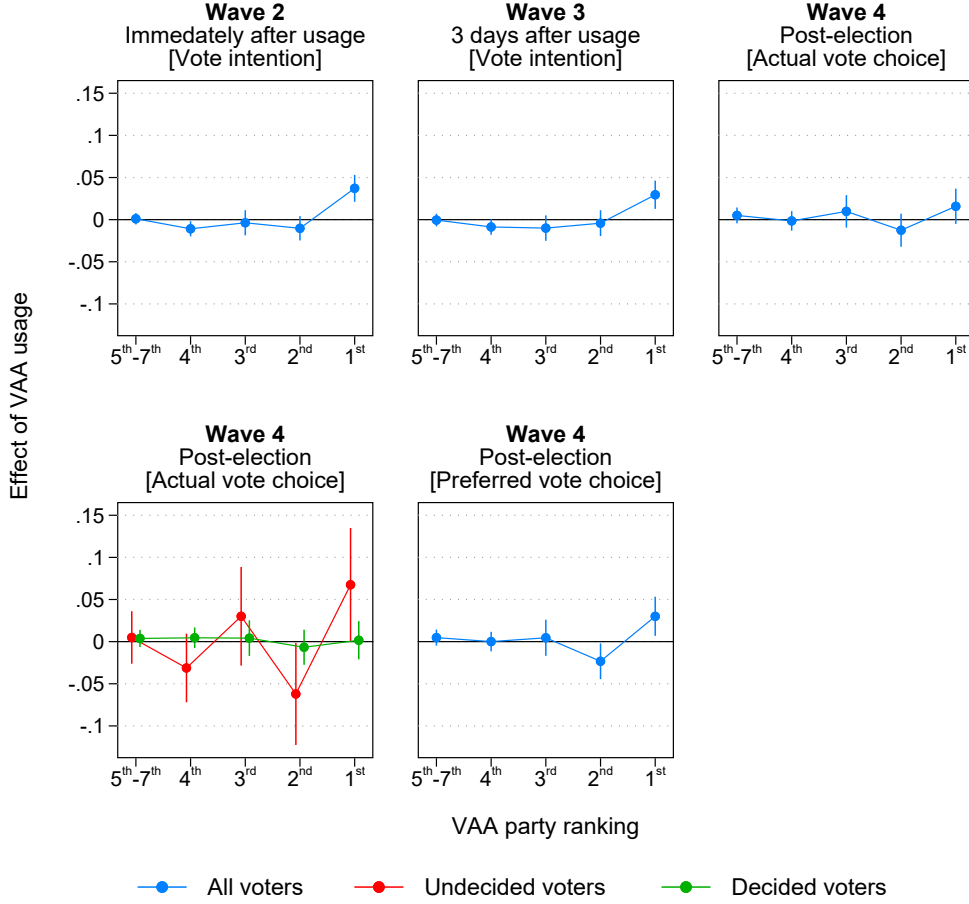 Wave 2
Immedately after usage
[Vote intention]
Wave 3
3 days after usage
[Vote intention]
Wave 4
Post-election
[Actual vote choice]
.15
.1
.05
0
-.05
-.1
5th-7th 4th 3rd 2nd 1st
5th-7th 4th 3rd 2nd 1st
5th-7th 4th 3rd 2nd 1st
Effect of VAA usage
Wave 4
Post-election
[Actual vote choice]
Wave 4
Post-election
[Preferred vote choice]
.15
.1
.05
0
-.05
-.1
5th-7th 4th 3rd 2nd 1st
5th-7th 4th 3rd 2nd 1st
VAA party ranking
All voters Undecided voters Decided voters